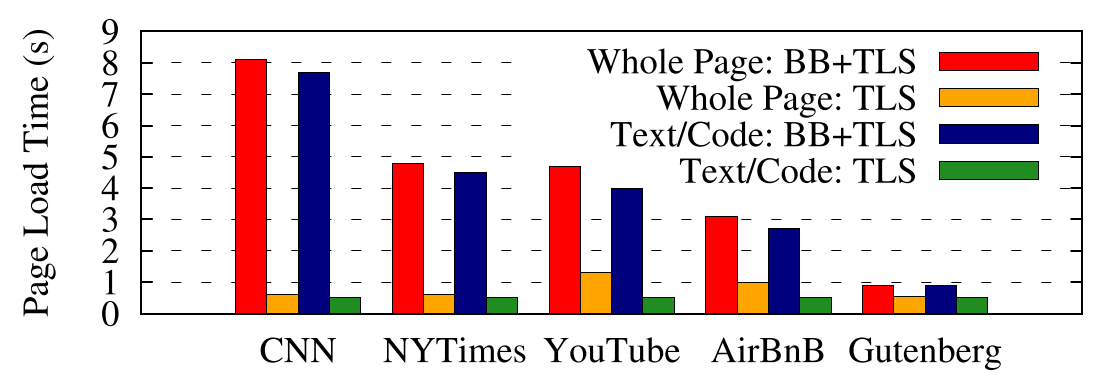 Page Load Time (s)
9
8
7
6
5
4
3
2
1
0
Whole Page: BB+TLS
Whole Page: TLS
Text/Code: BB+TLS
Text/Code: TLS
CNN NYTimes YouTube AirBnB Gutenberg